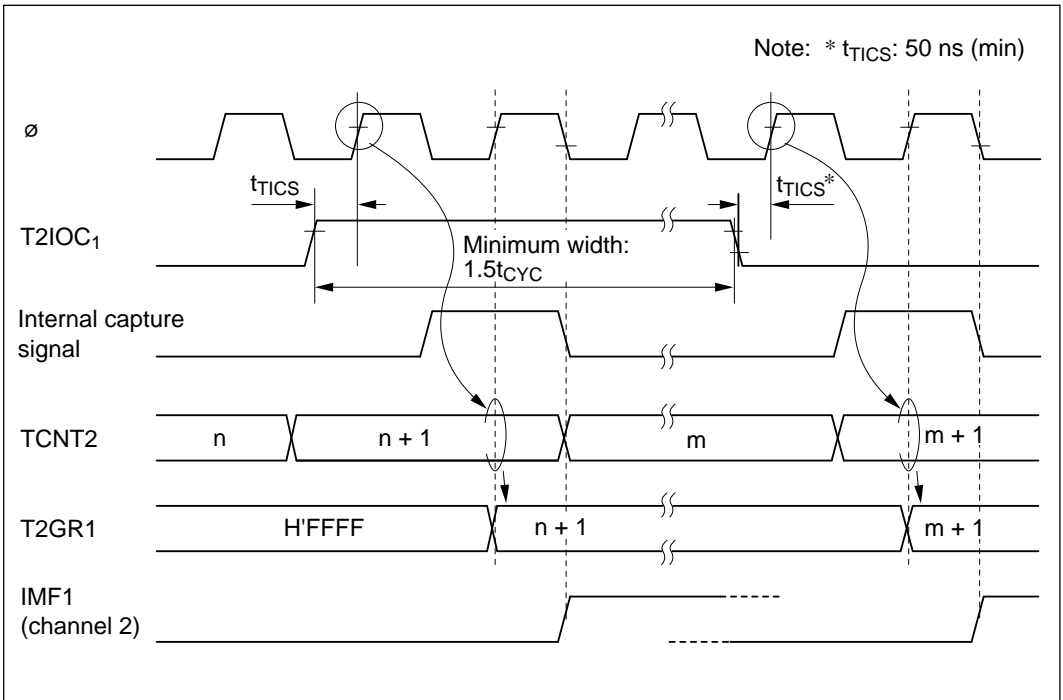 Note: * tTICS: 50 ns (min)
ø
tTICS
tTICS*
T2IOC1
Minimum width:
1.5tCYC
Internal capture
signal
TCNT2
n
n + 1
m
m + 1
T2GR1
H'FFFF
n + 1
m + 1
IMF1
(channel 2)